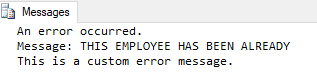 Messages
An error occurred.
Message: THIS EMPLOYEE HAS BEEN ALREADY
This is a custom error message.